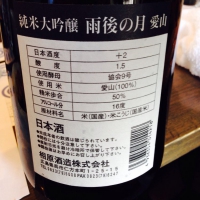 純米大吟醸 雨後の月 愛山
日本酒度 +2
酸度 1.5
使用酵母 協会9号
使用米 愛山(100%)
精米歩合 50%
アルコール分 16度
原材料名 米(国産)・米こうじ(国産米)
日本酒
相原酒造株式会社